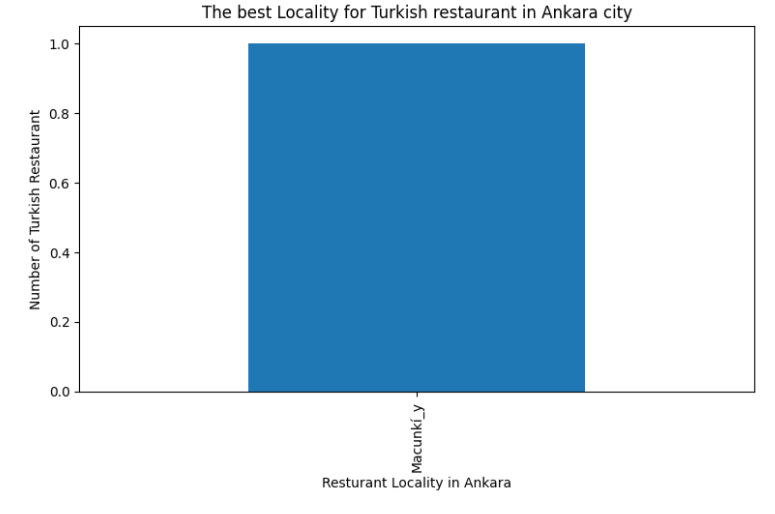 The best Locality for Turkish restaurant in Ankara city
Number of Turkish Restaurant
1.0
0.8
0.6
0.4
0.2
0.0
Macunkí_y
Resturant Locality in Ankara